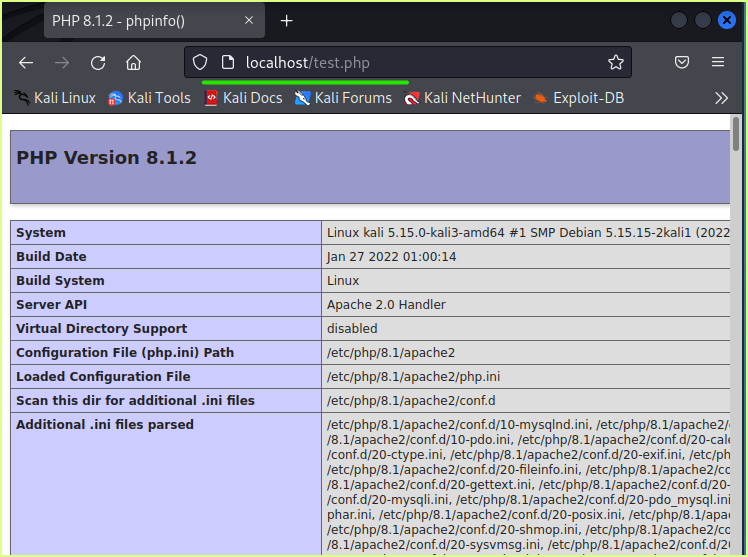 PHP 8.1.2 - phpinfo()
localhost/test.php
Kali Linux Kali Tools Kali Docs Kali Forums Kali NetHunter Exploit-DB
PHP Version 8.1.2
System Linux kali 5.15.0-kali3-amd64 #1 SMP Debian 5.15.15-2kali1 (2022
Build Date Jan 27 2022 01:00:14
Build System Linux
Server API Apache 2.0 Handler
Virtual Directory Support disabled
Configuration File (php.ini) Path /etc/php/8.1/apache2
Loaded Configuration File /etc/php/8.1/apache2/php.ini
Scan this dir for additional .ini files /etc/php/8.1/apache2/conf.d
Additional .ini files parsed /etc/php/8.1/apache2/conf.d/10-mysqlnd.ini, /etc/php/8.1/apache2/
/8.1/apache2/conf.d/10-pdo.ini, /etc/php/8.1/apache2/conf.d/20-cale
/conf.d/20-ctype.ini, /etc/php/8.1/apache2/conf.d/20-exif.ini, /etc/ph
/etc/php/8.1/apache2/conf.d/20-fileinfo.ini, /etc/php/8.1/apache2/co
/8.1/apache2/conf.d/20-gettext.ini, /etc/php/8.1/apache2/conf.d/20-
/conf.d/20-mysqli.ini, /etc/php/8.1/apache2/conf.d/20-pdo_mysql.ini
phar.ini, /etc/php/8.1/apache2/conf.d/20-posix.ini, /etc/php/8.1/apac
/etc/php/8.1/apache2/conf.d/20-shmop.ini, /etc/php/8.1/apache2/co
/8.1/apache2/conf.d/20-sysvmsg.ini, /etc/php/8.1/apache2/conf.d/20